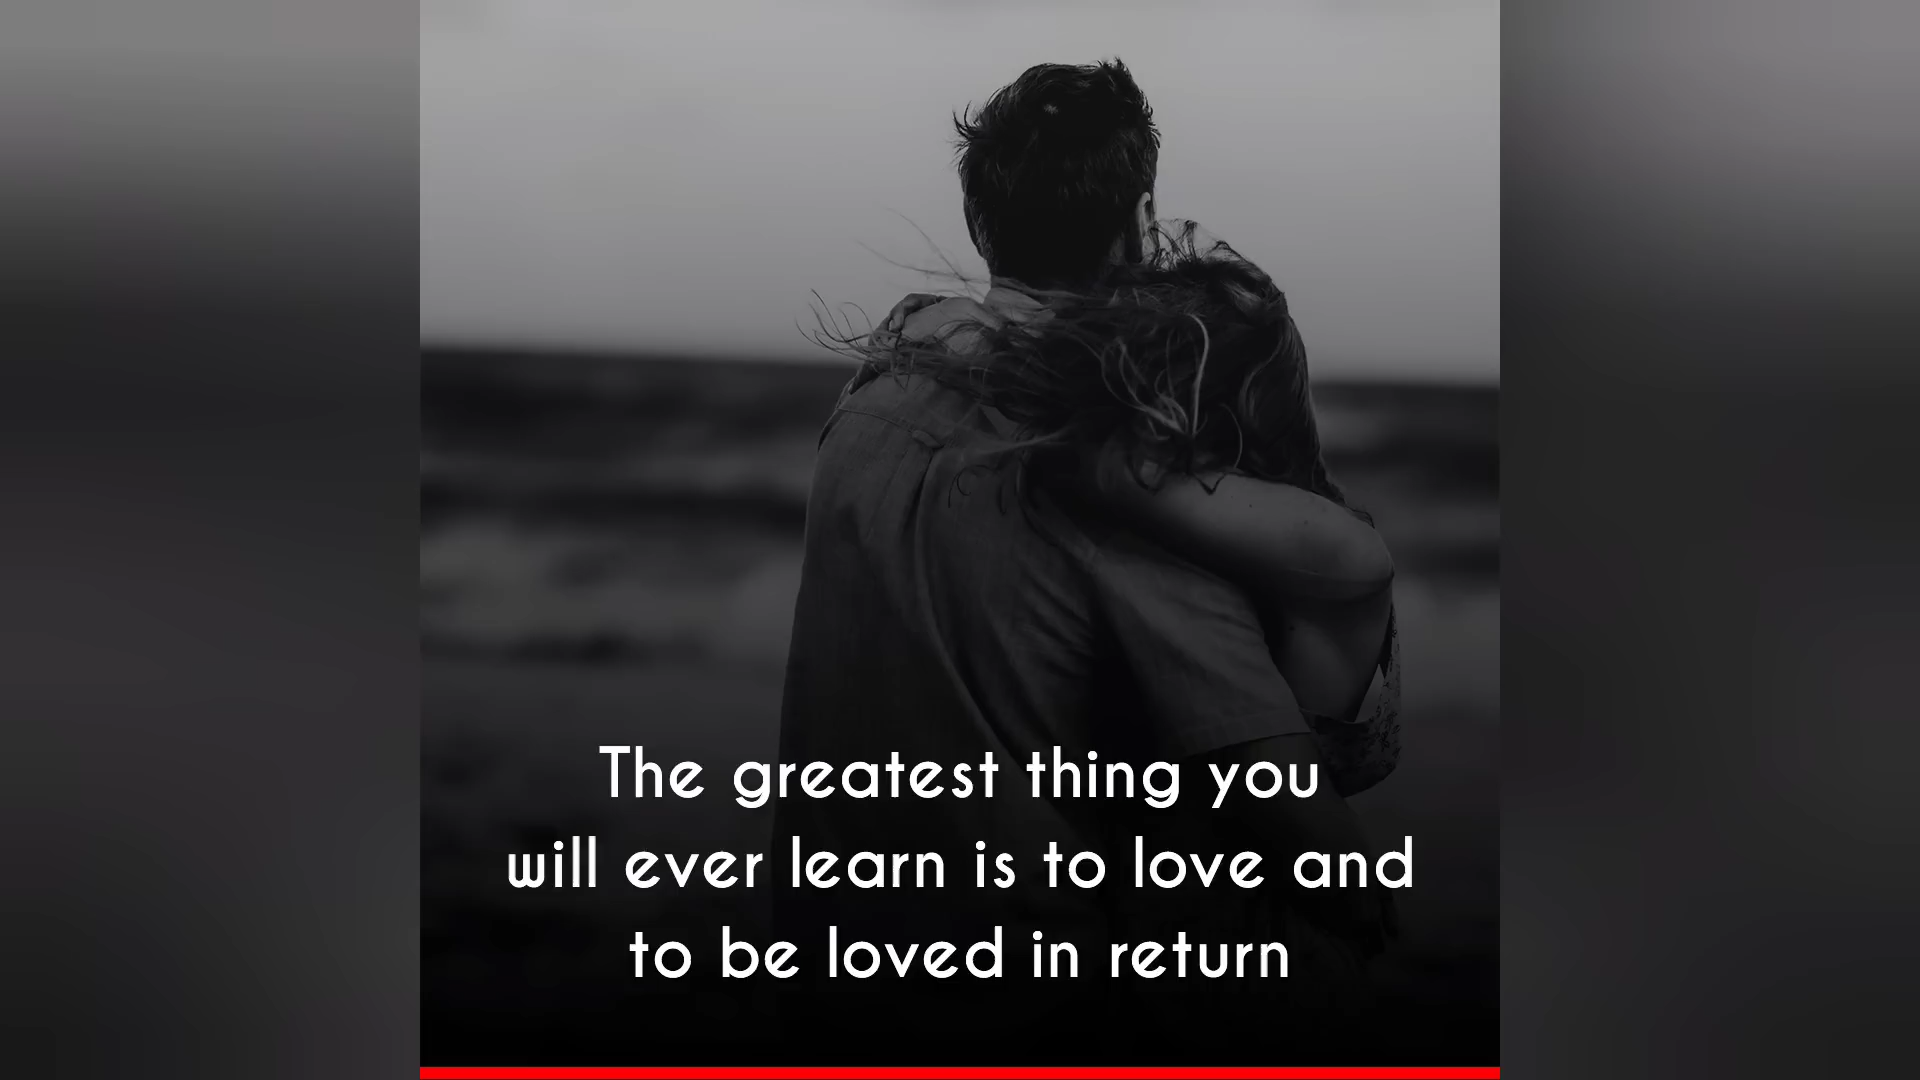 The greatest thing you
will ever learn is to love and
to be loved in return